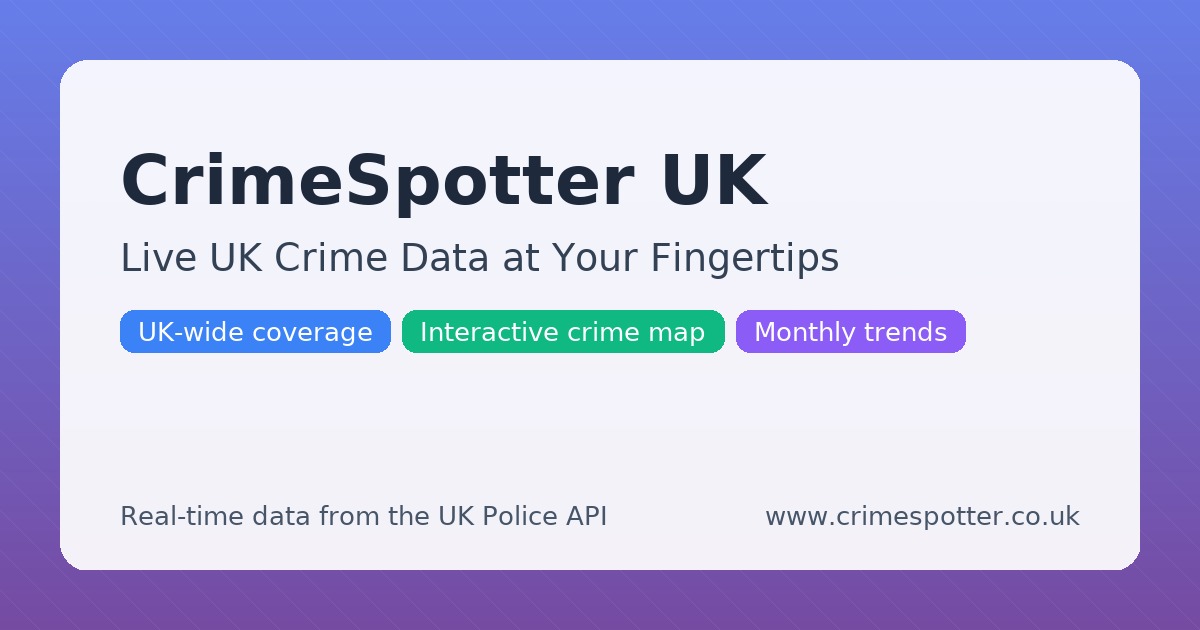 CrimeSpotter UK
Live UK Crime Data at Your Fingertips
UK-wide coverage Interactive crime map Monthly trends
Real-time data from the UK Police API www.crimespotter.co.uk